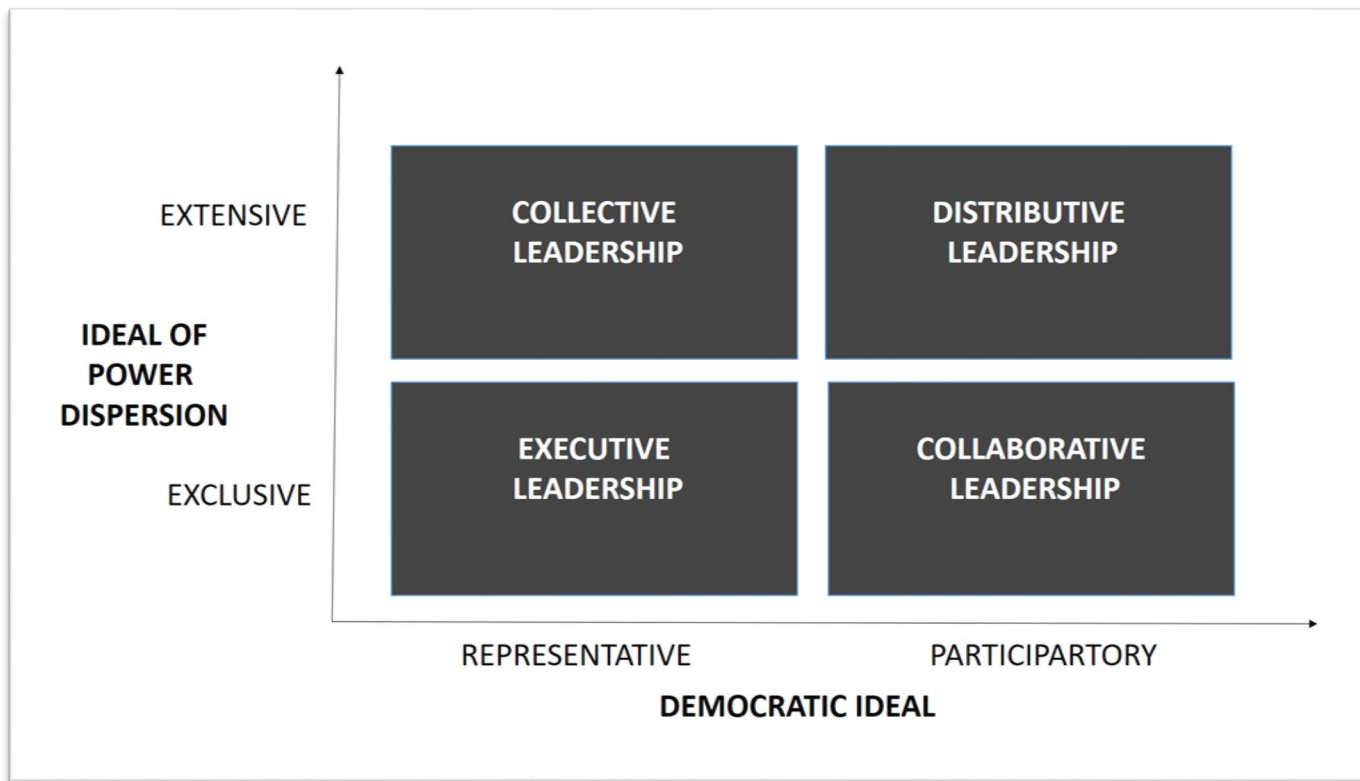 EXTENSIVE
COLLECTIVE
LEADERSHIP
DISTRIBUTIVE
LEADERSHIP
IDEAL OF
POWER
DISPERSION
EXCLUSIVE
EXECUTIVE
LEADERSHIP
COLLABORATIVE
LEADERSHIP
REPRESENTATIVE
PARTICIPARTORY
DEMOCRATIC IDEAL